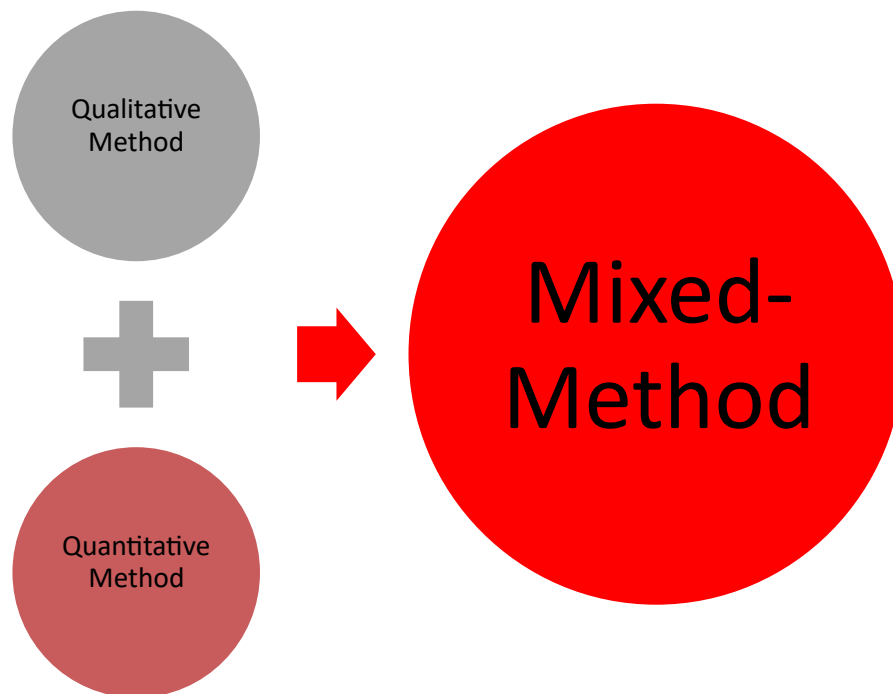 Qualitative
Method
Mixed-
Method
Quantitative
Method